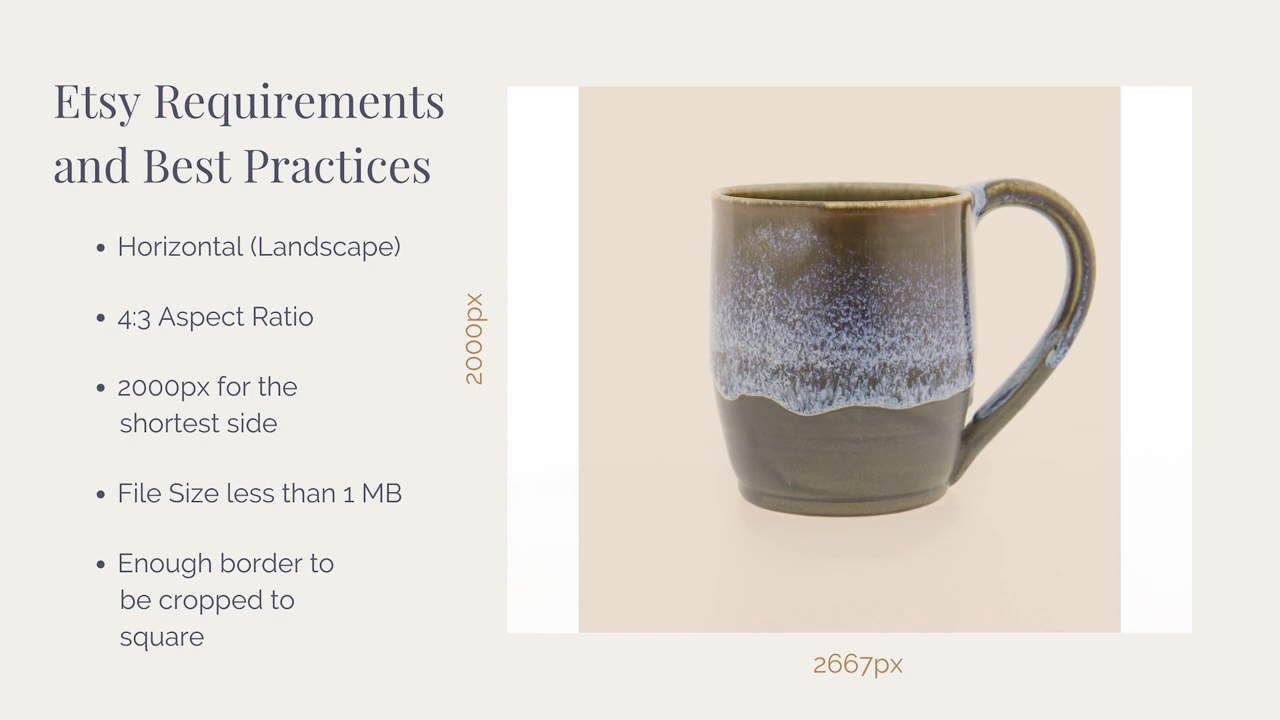 Etsy Requirements
and Best Practices
• Horizontal (Landscape)
• 4:3 Aspect Ratio
• 2000px for the
shortest side
• File Size less than 1 MB
• Enough border to
be cropped to
square
2000px
2667px